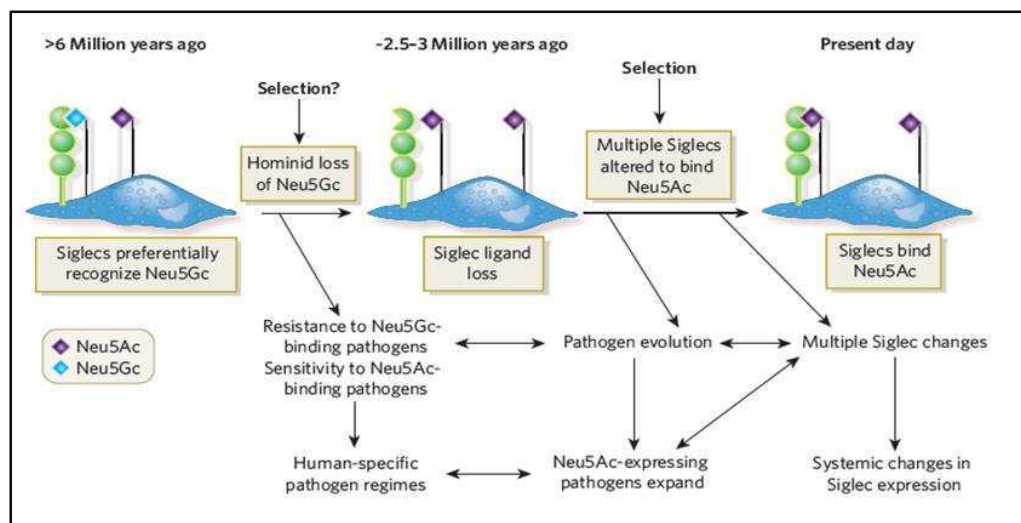 >6 Million years ago
~2.5–3 Million years ago
Present day
Selection?
Selection
Hominid loss
of Neu5Gc
Multiple Siglecs
altered to bind
Neu5Ac
Siglecs preferentially
recognize Neu5Gc
Siglec ligand
loss
Siglecs bind
Neu5Ac
Neu5Ac
Neu5Gc
Resistance to Neu5Gc-
binding pathogens
Sensitivity to Neu5Ac-
binding pathogens
Pathogen evolution
Multiple Siglec changes
Human-specific
pathogen regimes
Neu5Ac-expressing
pathogens expand
Systemic changes in
Siglec expression